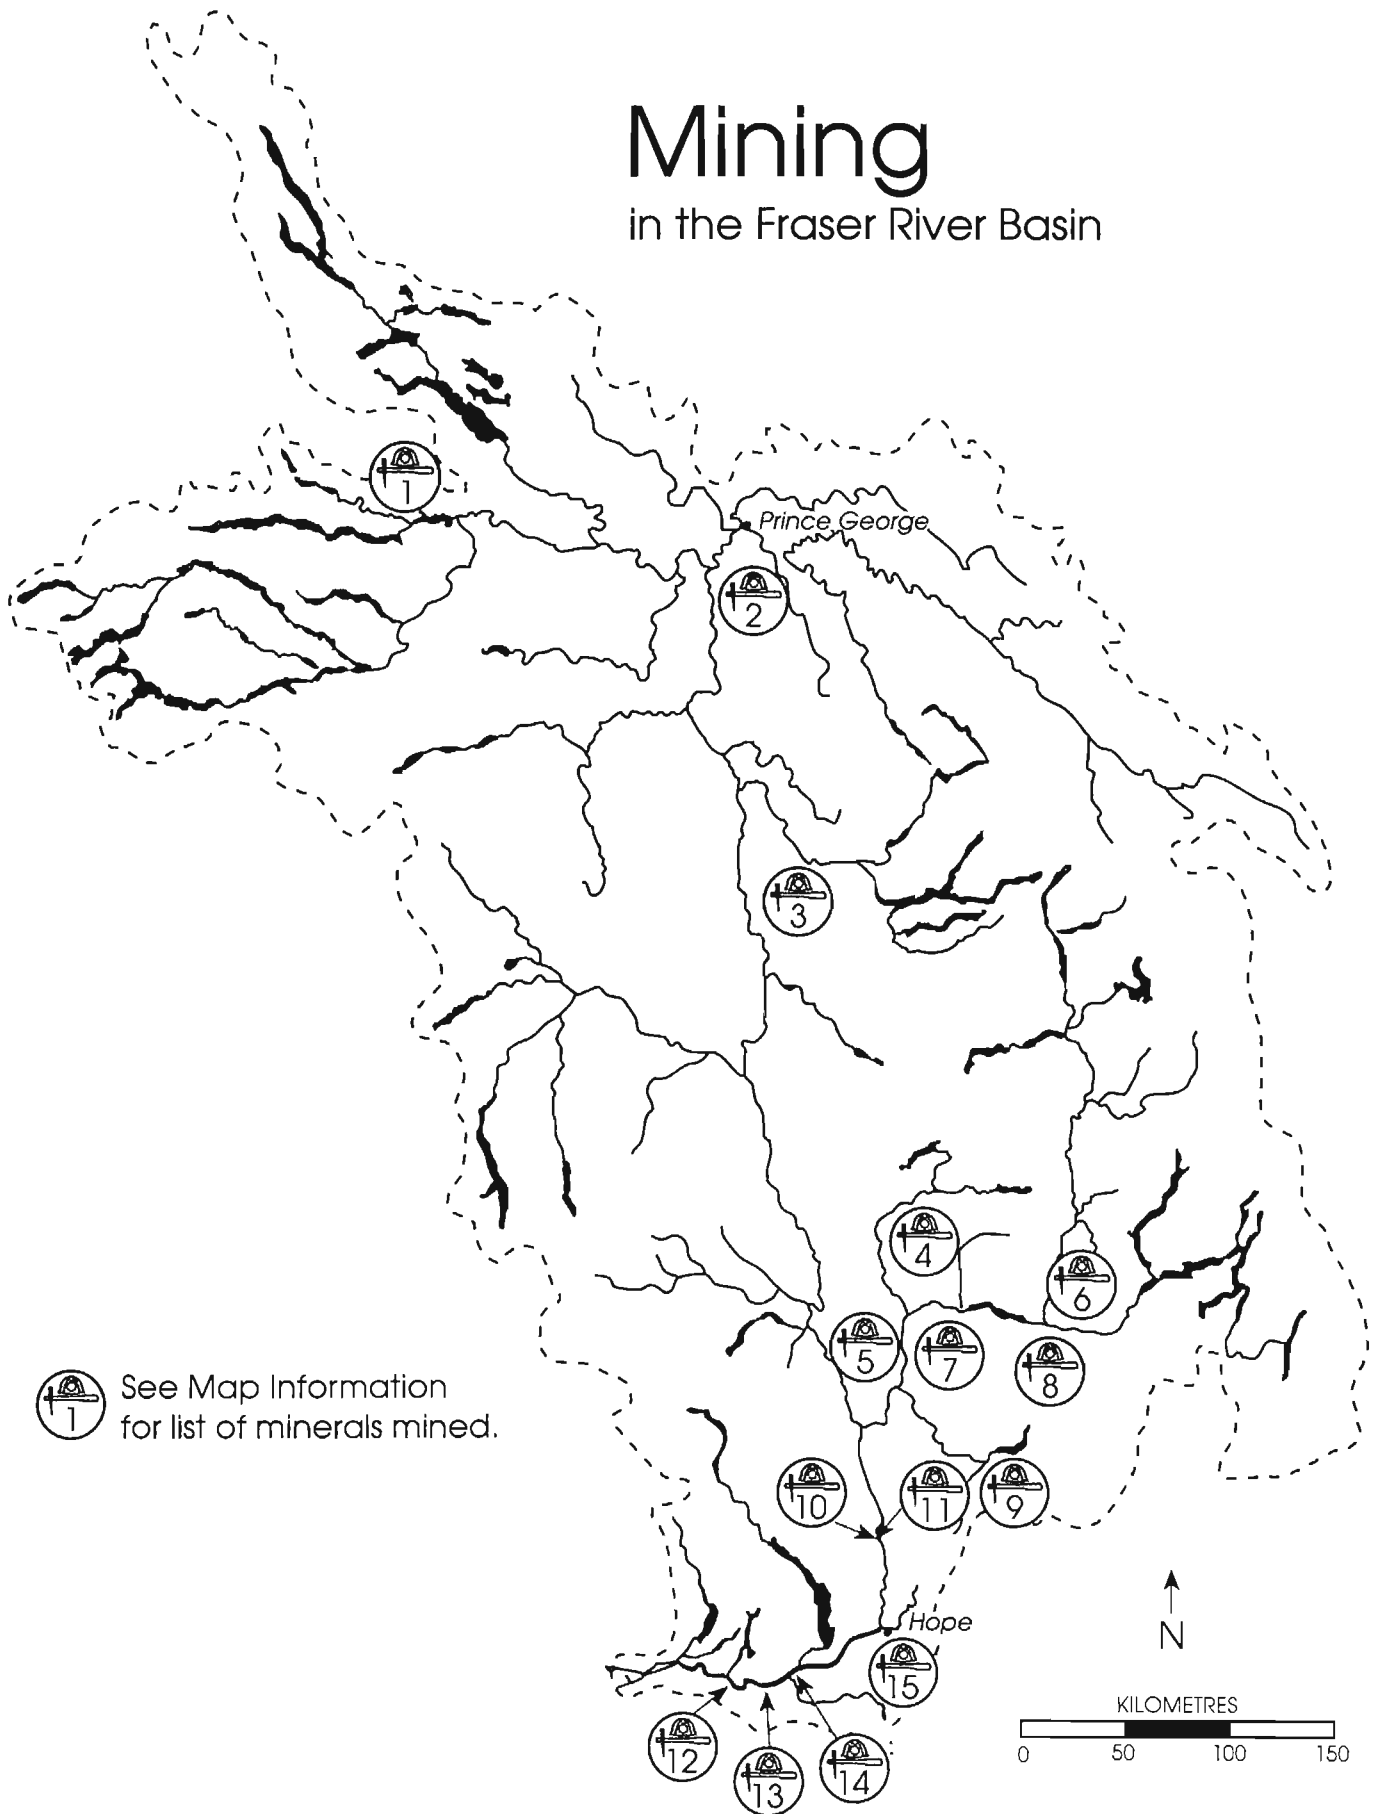 Mining
in the Fraser River Basin
1
Prince George
2
3
4
5
6
7
8
1
See Map Information
for list of minerals mined.
10
11
9
N
Hope
15
KILOMETRES
0 50 100 150
12
13
14